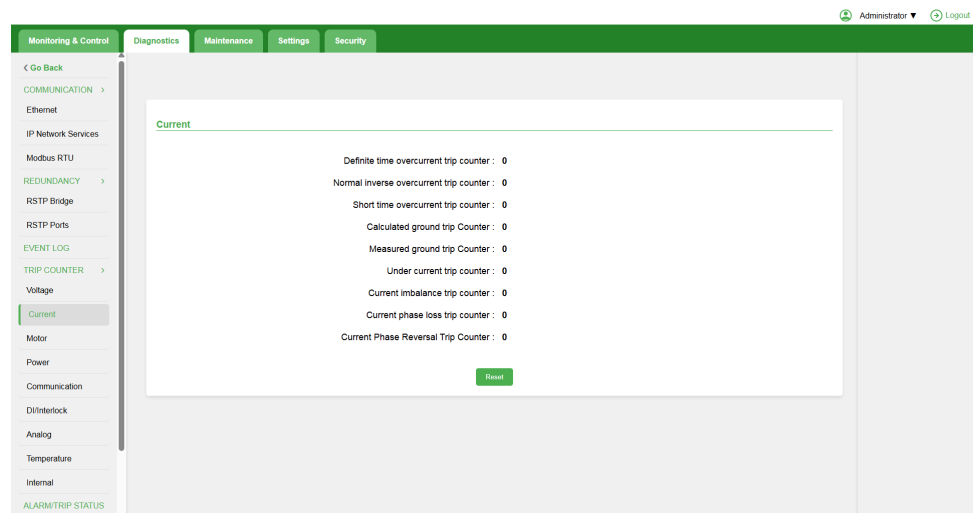 Administrator ▼ Logout
Monitoring & Control Diagnostics Maintenance Settings Security
Go Back
COMMUNICATION
Ethernet
IP Network Services
Modbus RTU
REDUNDANCY
RSTP Bridge
RSTP Ports
EVENT LOG
TRIP COUNTER
Voltage
Current
Motor
Power
Communication
DI/Interlock
Analog
Temperature
Internal
ALARM/TRIP STATUS
Current
Definite time overcurrent trip counter : 0
Normal inverse overcurrent trip counter : 0
Short time overcurrent trip counter : 0
Calculated ground trip Counter : 0
Measured ground trip Counter : 0
Under current trip counter : 0
Current imbalance trip counter : 0
Current phase loss trip counter : 0
Current Phase Reversal Trip Counter : 0
Reset